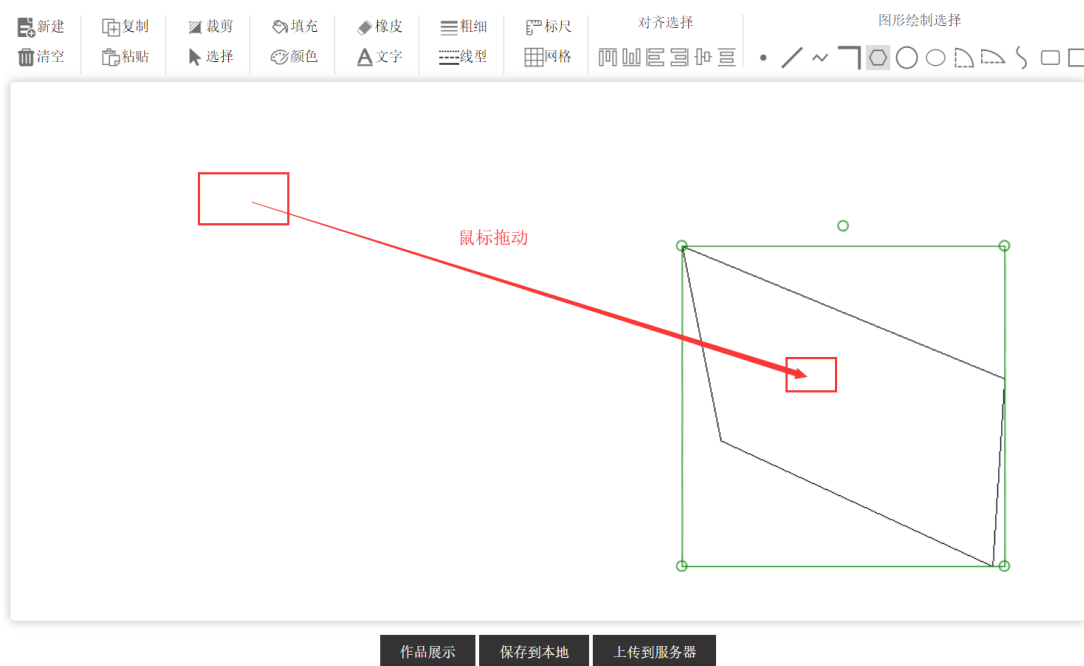 新建 复制 裁剪 填充 橡皮 粗细 标尺 对齐选择 图形绘制选择
清空 粘贴 选择 颜色 文字 线型 网格
鼠标拖动
作品展示 保存到本地 上传到服务器